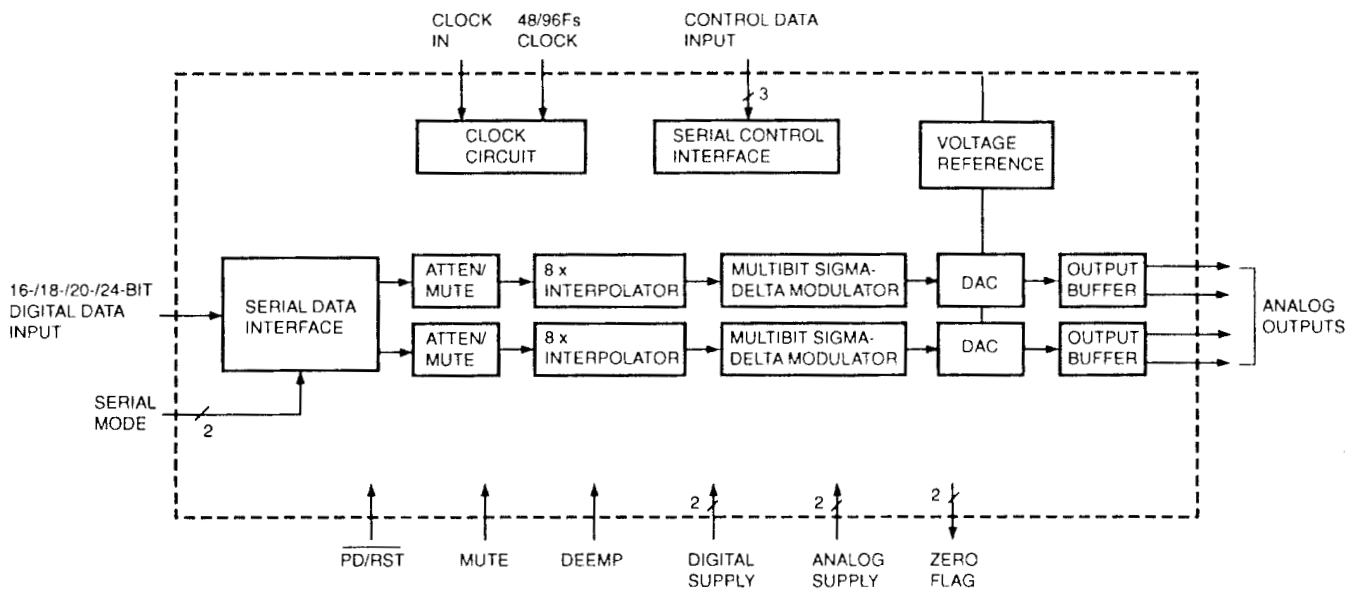 CLOCK
IN
48/96Fs
CLOCK
CONTROL DATA
INPUT
3
CLOCK
CIRCUIT
SERIAL CONTROL
INTERFACE
VOLTAGE
REFERENCE
16-/18-/20-/24-BIT
DIGITAL DATA
INPUT
SERIAL DATA
INTERFACE
ATTEN/
MUTE
8 x
INTERPOLATOR
MULTIBIT SIGMA-
DELTA MODULATOR
DAC
OUTPUT
BUFFER
ATTEN/
MUTE
8 x
INTERPOLATOR
MULTIBIT SIGMA-
DELTA MODULATOR
DAC
OUTPUT
BUFFER
ANALOG
OUTPUTS
SERIAL
MODE
2
2
2
2
PD/RST
MUTE
DEEMP
DIGITAL
SUPPLY
ANALOG
SUPPLY
ZERO
FLAG